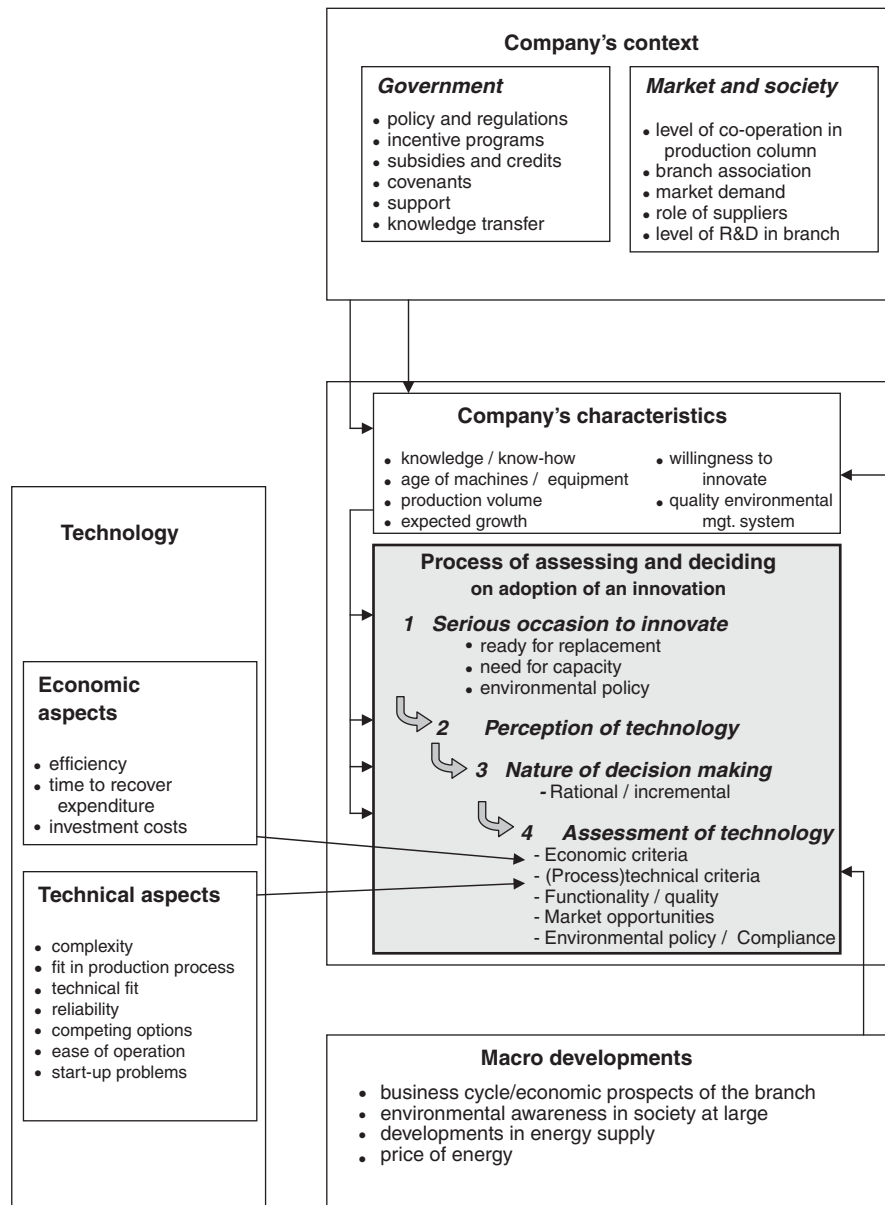 Company's context
Government
• policy and regulations
• incentive programs
• subsidies and credits
• covenants
• support
• knowledge transfer
Market and society
• level of co-operation in
production column
• branch association
• market demand
• role of suppliers
• level of R&D in branch
Company's characteristics
• knowledge / know-how
• age of machines / equipment
• production volume
• expected growth
• willingness to
innovate
• quality environmental
mgt. system
Process of assessing and deciding
on adoption of an innovation
1 Serious occasion to innovate
• ready for replacement
• need for capacity
• environmental policy
2 Perception of technology
3 Nature of decision making
- Rational / incremental
4 Assessment of technology
- Economic criteria
- (Process)technical criteria
- Functionality / quality
- Market opportunities
- Environmental policy / Compliance
Technology
Economic
aspects
• efficiency
• time to recover
expenditure
• investment costs
Technical aspects
• complexity
• fit in production process
• technical fit
• reliability
• competing options
• ease of operation
• start-up problems
Macro developments
• business cycle/economic prospects of the branch
• environmental awareness in society at large
• developments in energy supply
• price of energy